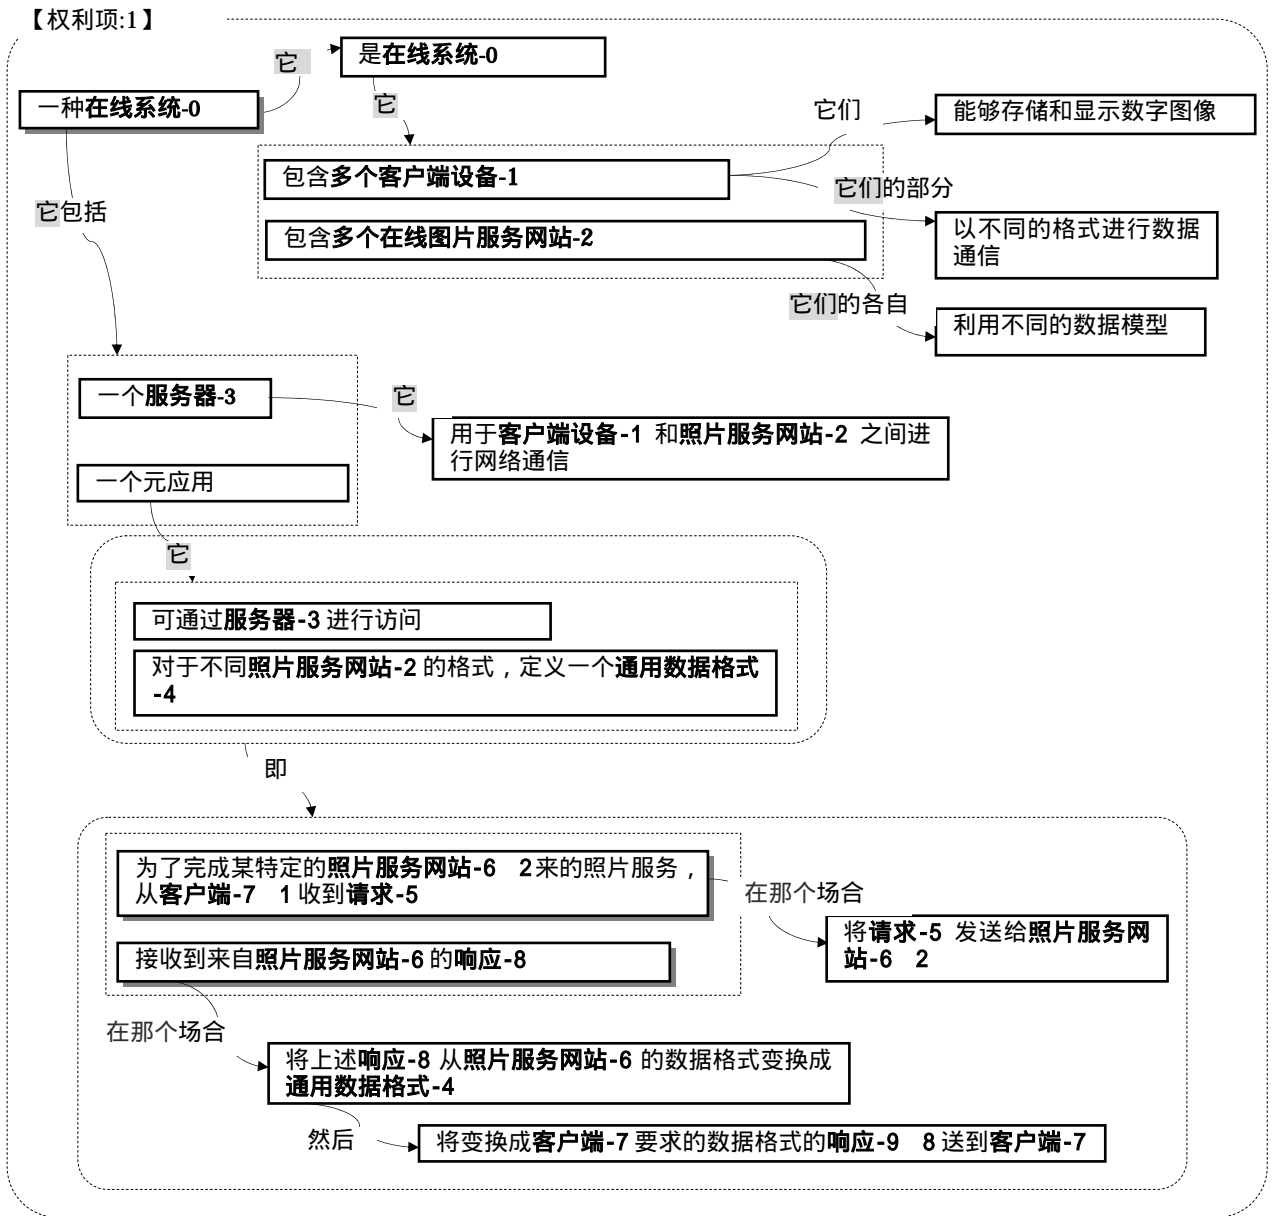 【权利项:1】
它
是在线系统-0
一种在线系统-0
它
它们
能够存储和显示数字图像
包含多个客户端设备-1
它们的部分
以不同的格式进行数据
通信
它包括
包含多个在线图片服务网站-2
它们的各自
利用不同的数据模型
一个服务器-3
它
用于客户端设备-1 和照片服务网站-2 之间进
行网络通信
一个元应用
它
可通过服务器-3 进行访问
对于不同照片服务网站-2 的格式，定义一个通用数据格式
-4
即
为了完成某特定的照片服务网站-6 2来的照片服务，
从客户端-7 1 收到请求-5
在那个场合
将请求-5 发送给照片服务网
站-6 2
接收到来自照片服务网站-6 的响应-8
在那个场合
将上述响应-8 从照片服务网站-6 的数据格式变换成
通用数据格式-4
然后
将变换成客户端-7 要求的数据格式的响应-9 8 送到客户端-7